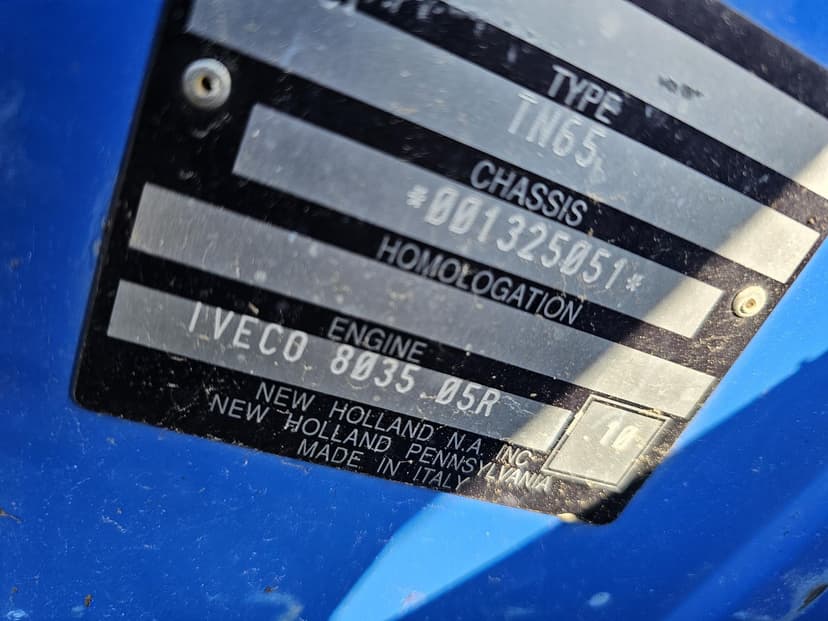 TYPE
TN65
CHASSIS
*001325051*
HOMOLOGATION
ENGINE
IVECO 8035 05R
10
NEW HOLLAND N.A INC
NEW HOLLAND PENNSYLVANIA
MADE IN ITALY